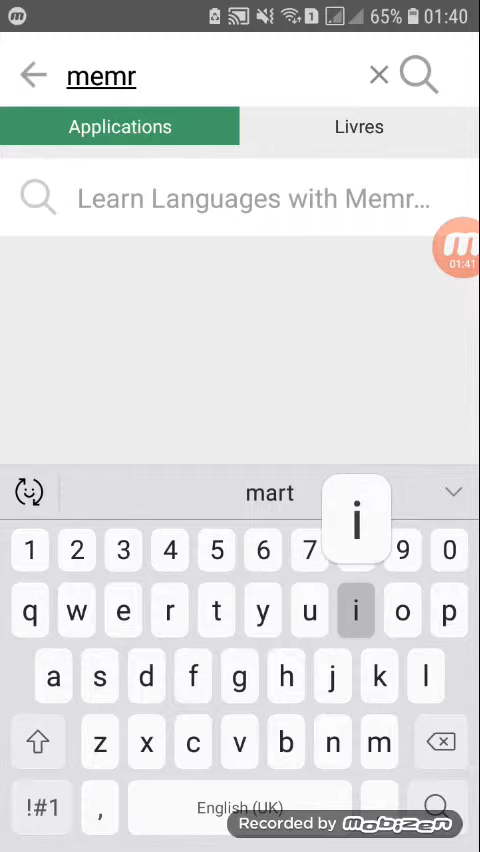 65% 01:40
memr
Applications Livres
Learn Languages with Memr...
01:41
mart
i
1 2 3 4 5 6 7 9 0
q w e r t y u i o p
a s d f g h j k l
z x c v b n m
!#1 , English (UK)
Recorded by mobizen